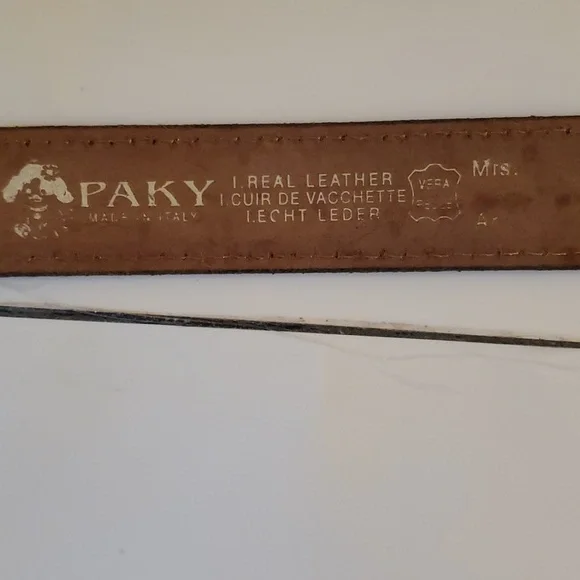 PAKY
MADE IN ITALY
I.REAL LEATHER
I.CUIR DE VACCHETTE
I.ECHT LEDER
VERA
Mrs.